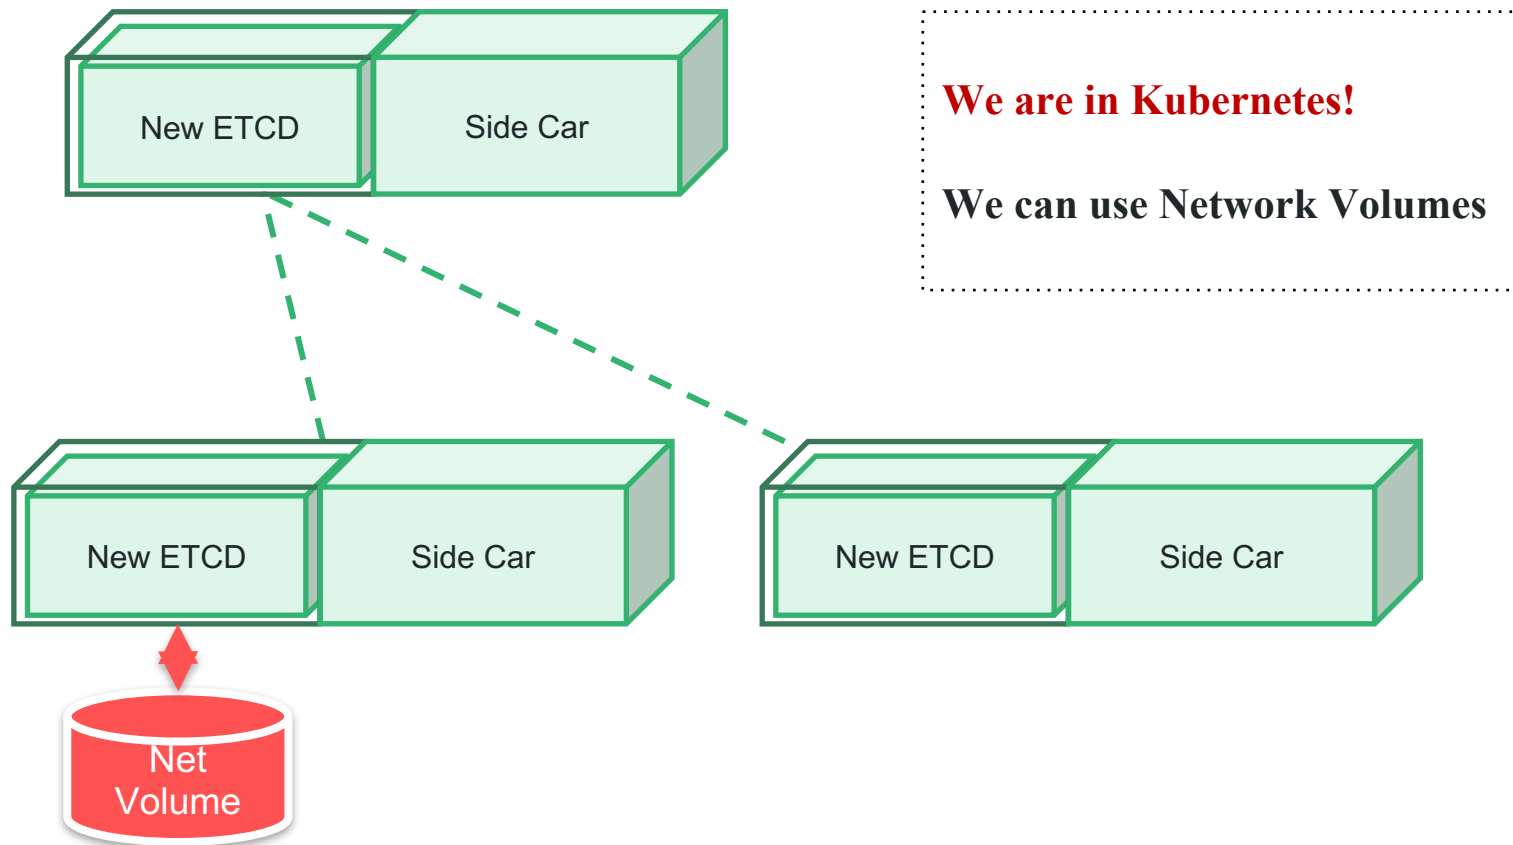 New ETCD
Side Car
We are in Kubernetes!
We can use Network Volumes
New ETCD
Side Car
New ETCD
Side Car
Net
Volume